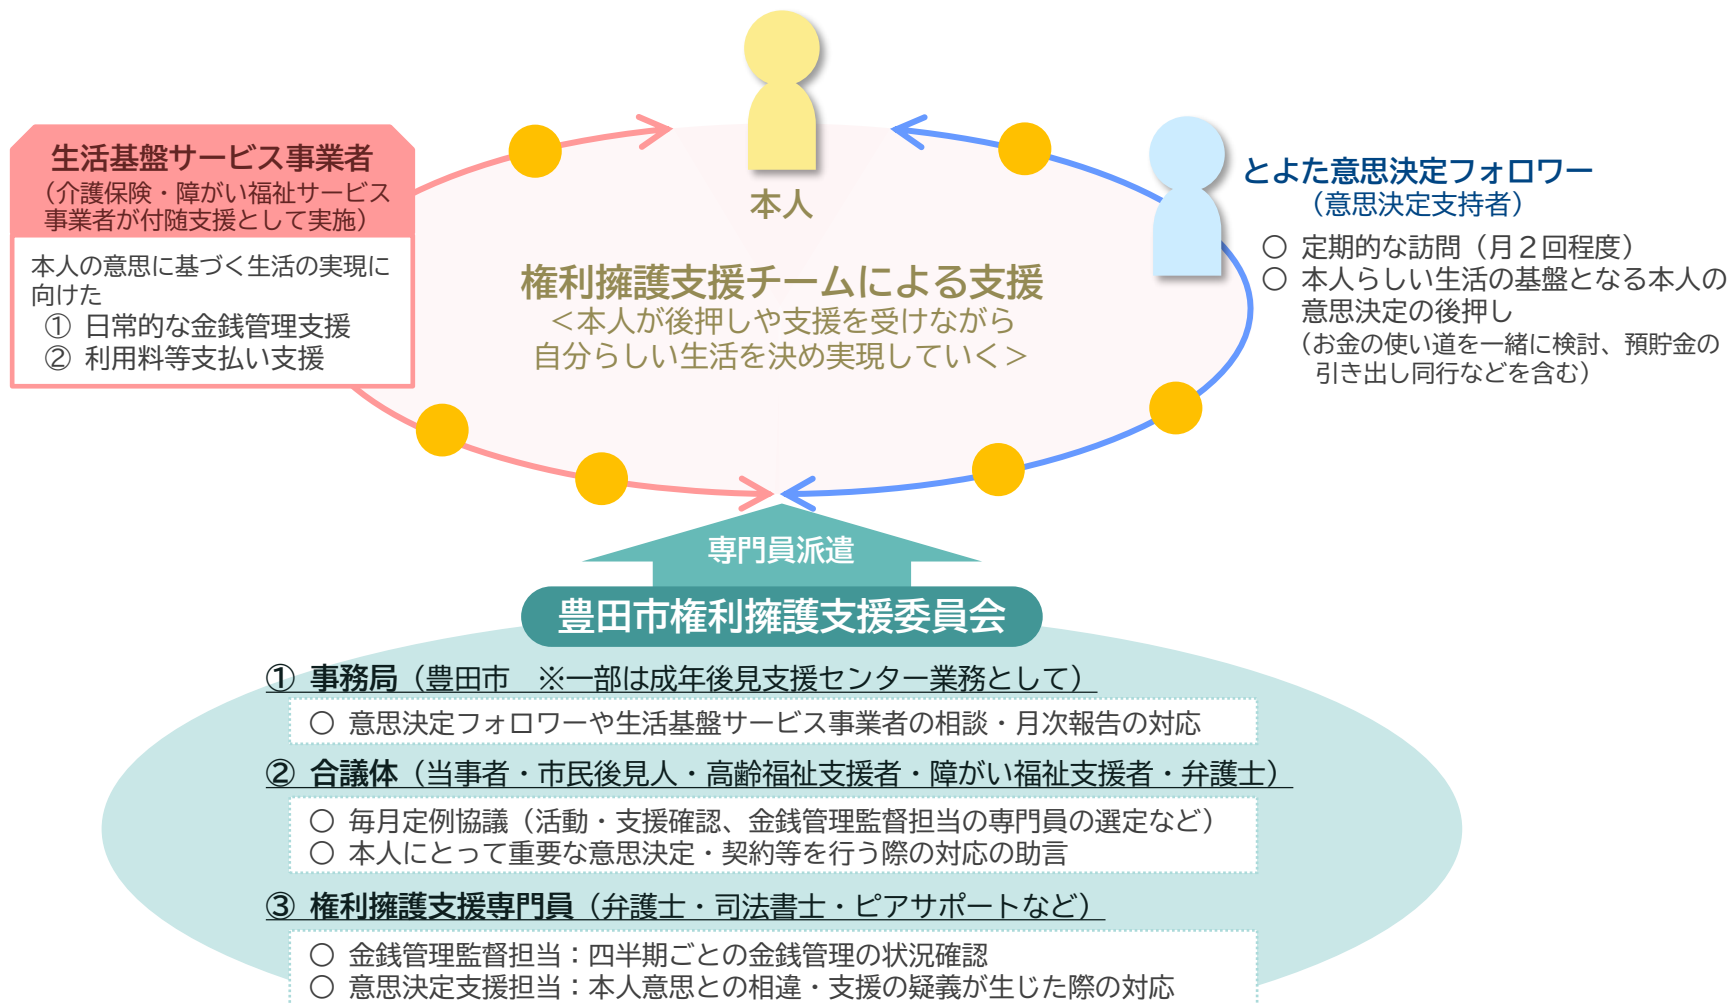 本人
生活基盤サービス事業者
（介護保険・障がい福祉サービス
事業者が付随支援として実施）
本人の意思に基づく生活の実現に
向けた
① 日常的な金銭管理支援
② 利用料等支払い支援
権利擁護支援チームによる支援
＜本人が後押しや支援を受けながら
自分らしい生活を決め実現していく＞
とよた意思決定フォロワー
（意思決定支持者）
○ 定期的な訪問（月２回程度）
○ 本人らしい生活の基盤となる本人の
意思決定の後押し
（お金の使い道を一緒に検討、預貯金の
引き出し同行などを含む）
専門員派遣
豊田市権利擁護支援委員会
① 事務局（豊田市　※一部は成年後見支援センター業務として）
○ 意思決定フォロワーや生活基盤サービス事業者の相談・月次報告の対応
② 合議体（当事者・市民後見人・高齢福祉支援者・障がい福祉支援者・弁護士）
○ 毎月定例協議（活動・支援確認、金銭管理監督担当の専門員の選定など）
○ 本人にとって重要な意思決定・契約等を行う際の対応の助言
③ 権利擁護支援専門員（弁護士・司法書士・ピアサポートなど）
○ 金銭管理監督担当：四半期ごとの金銭管理の状況確認
○ 意思決定支援担当：本人意思との相違・支援の疑義が生じた際の対応